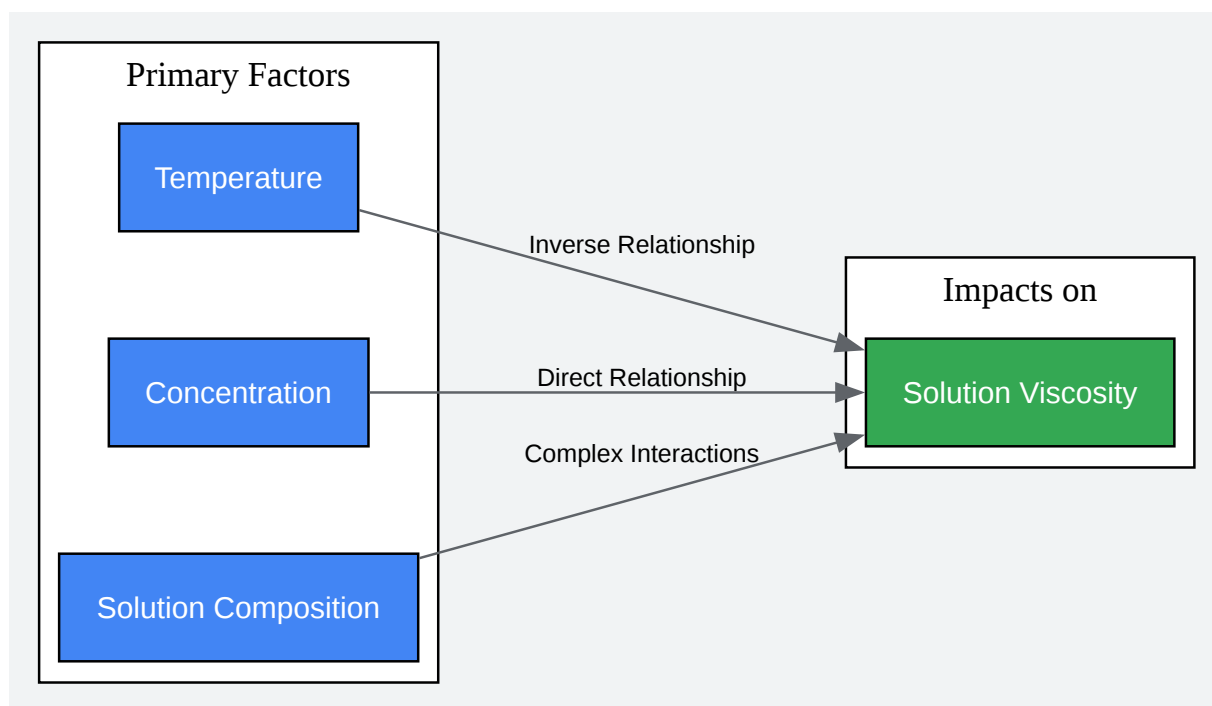 Primary Factors
Temperature
Inverse Relationship
Impacts on
Concentration
Direct Relationship
Solution Viscosity
Complex Interactions
Solution Composition